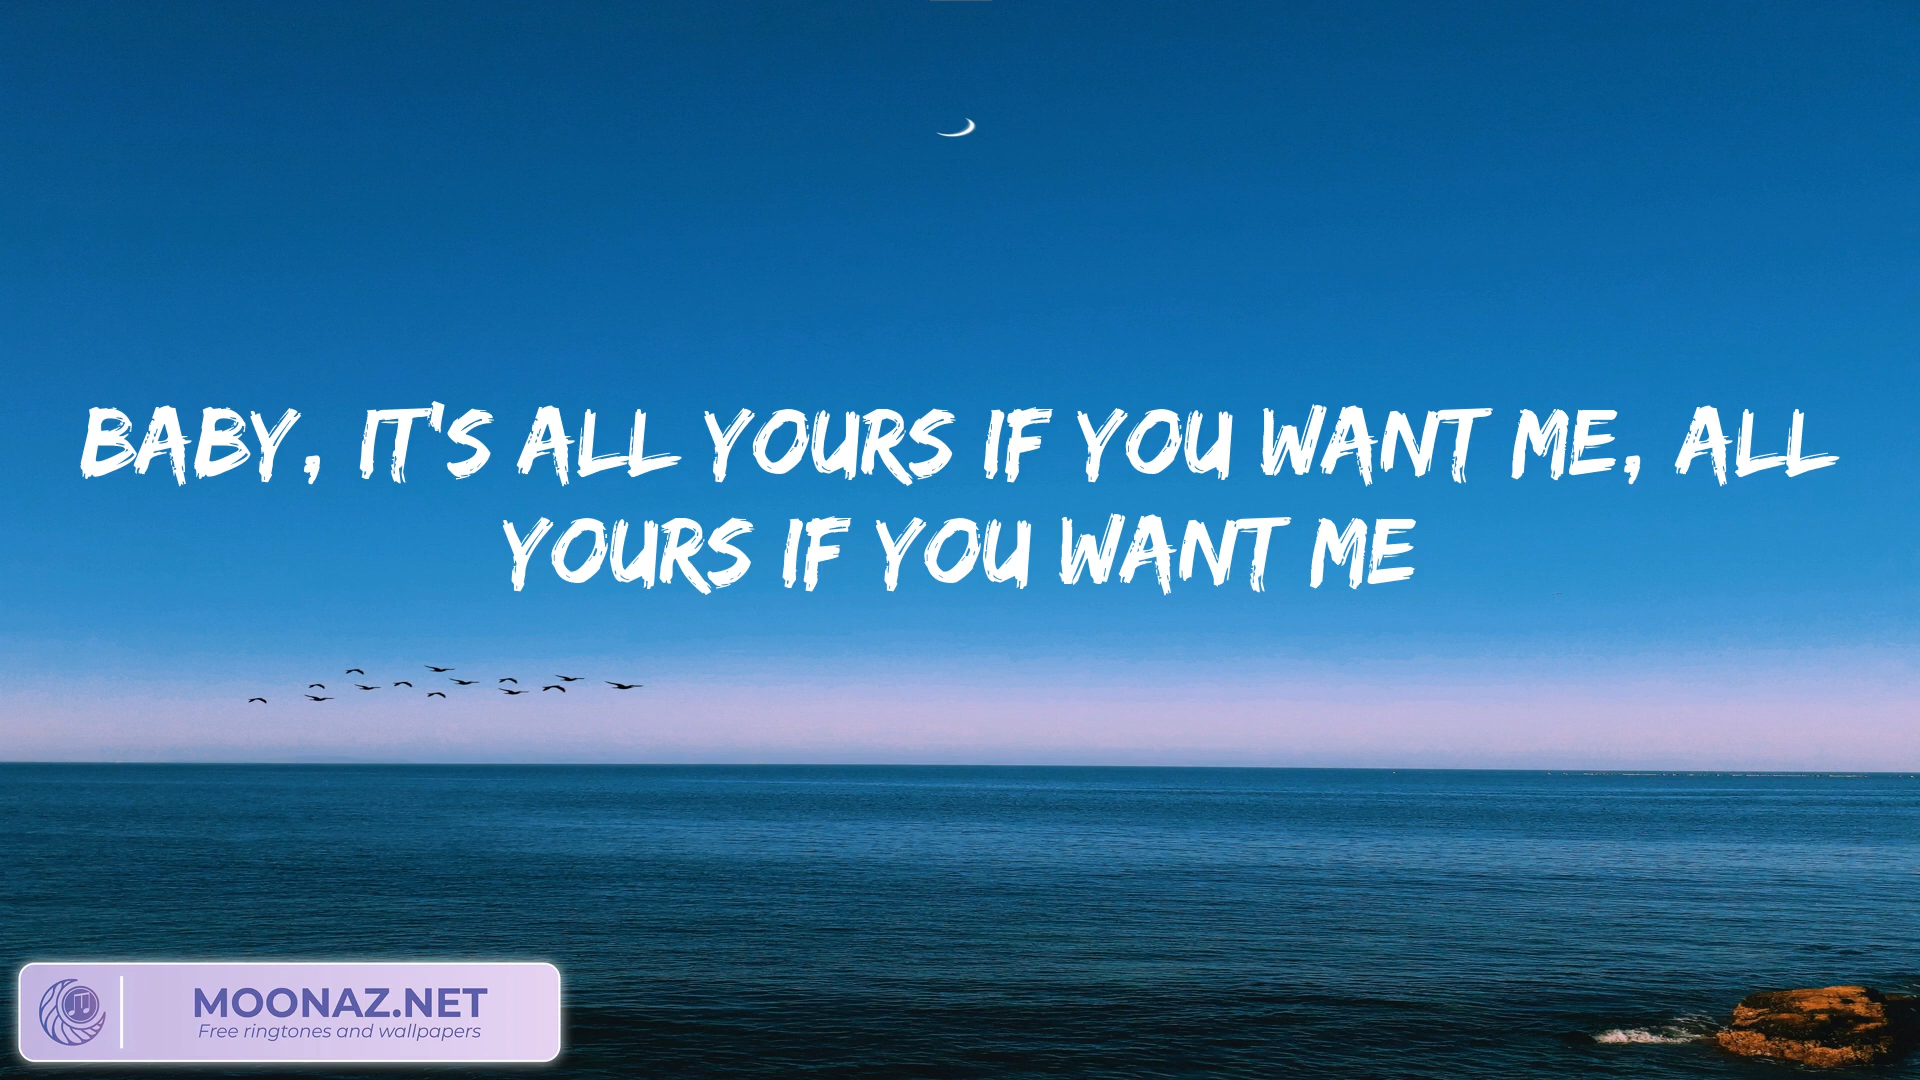 BABY, IT'S ALL YOURS IF YOU WANT ME, ALL
YOURS IF YOU WANT ME
MOONAZ.NET
Free ringtones and wallpapers